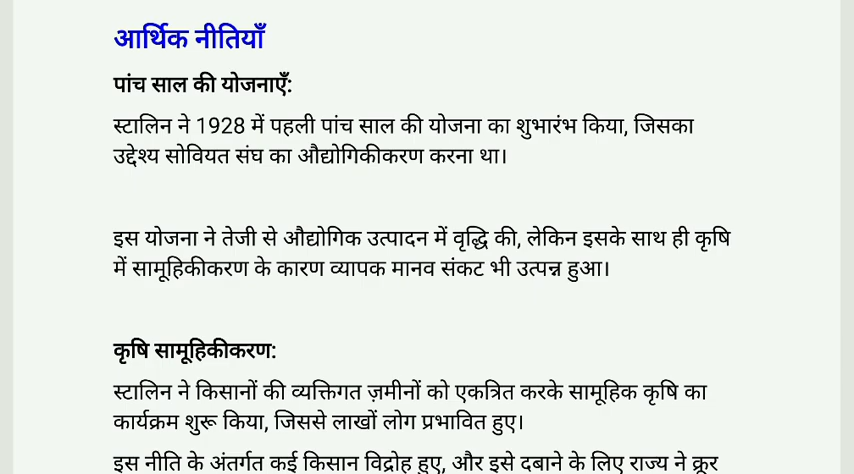 आर्थिक नीतियाँ
पांच साल की योजनाएँ:
स्टालिन ने 1928 में पहली पांच साल की योजना का शुभारंभ किया, जिसका
उद्देश्य सोवियत संघ का औद्योगिकीकरण करना था।
इस योजना ने तेजी से औद्योगिक उत्पादन में वृद्धि की, लेकिन इसके साथ ही कृषि
में सामूहिकीकरण के कारण व्यापक मानव संकट भी उत्पन्न हुआ।
कृषि सामूहिकीकरण:
स्टालिन ने किसानों की व्यक्तिगत ज़मीनों को एकत्रित करके सामूहिक कृषि का
कार्यक्रम शुरू किया, जिससे लाखों लोग प्रभावित हुए।
इस नीति के अंतर्गत कई किसान विद्रोह हुए, और इसे दबाने के लिए राज्य ने क्रूर